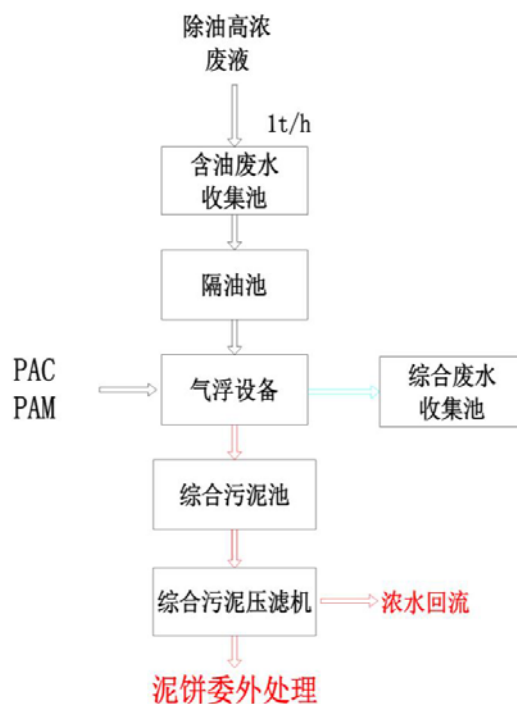 除油高浓
废液
1t/h
含油废水
收集池
隔油池
PAC
PAM
气浮设备
综合废水
收集池
综合污泥池
综合污泥压滤机
浓水回流
泥饼委外处理